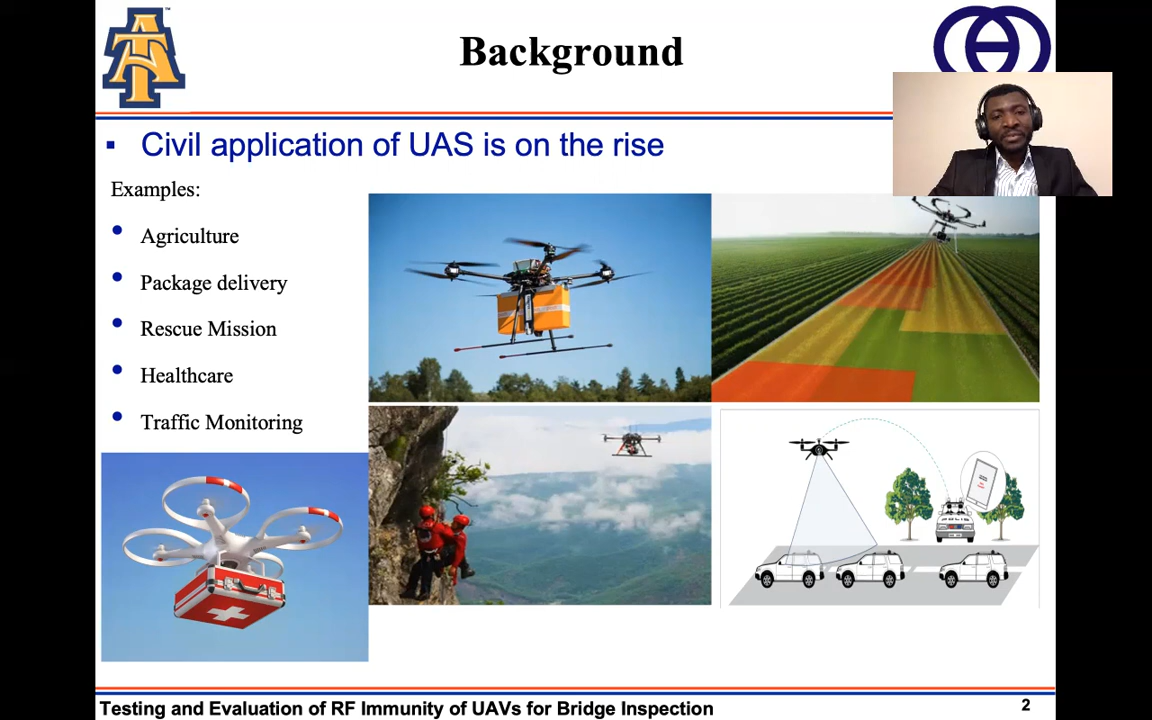 Background
▪ Civil application of UAS is on the rise
Examples:
• Agriculture
• Package delivery
• Rescue Mission
• Healthcare
• Traffic Monitoring
Testing and Evaluation of RF Immunity of UAVs for Bridge Inspection
2